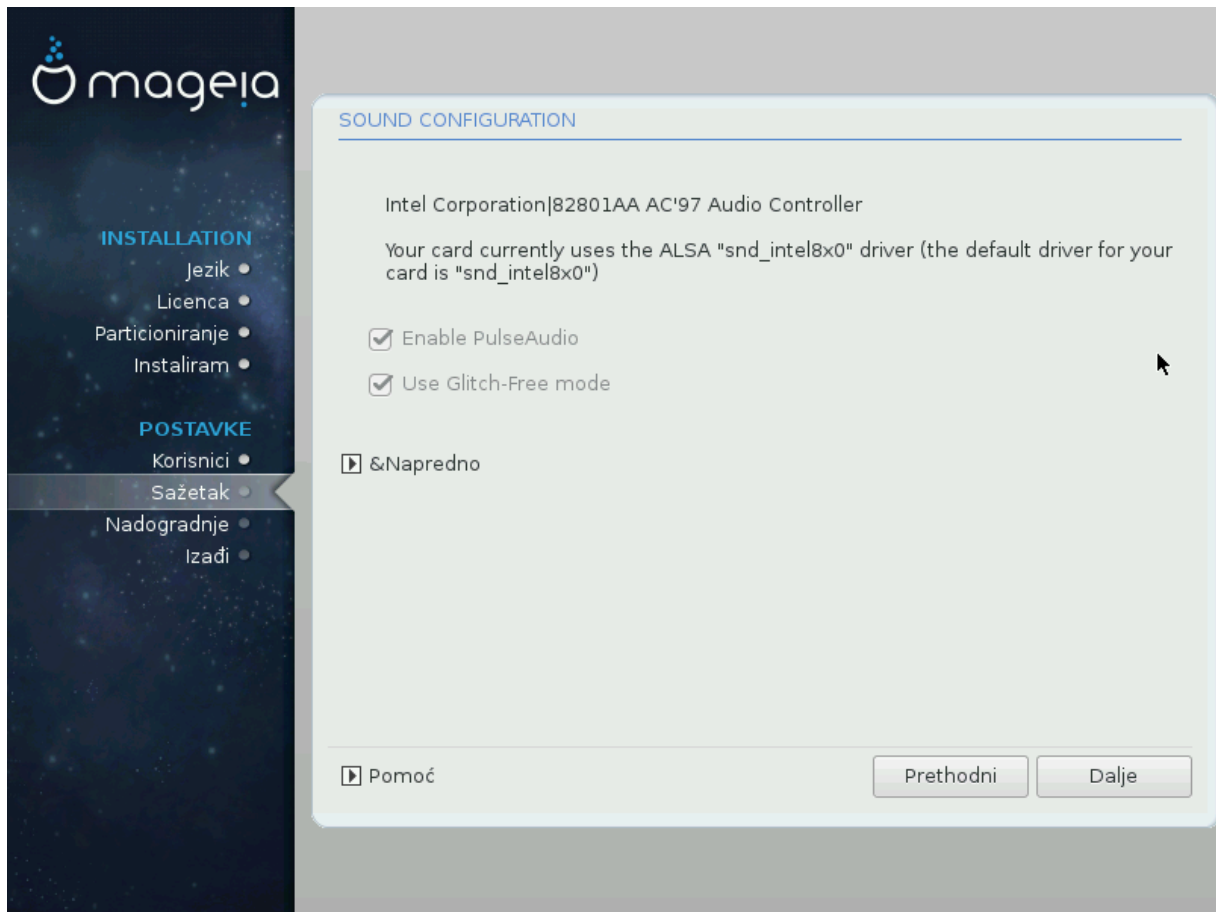 mageia
INSTALLATION
Jezik
Licenca
Particioniranje
Instaliram
POSTAVKE
Korisnici
Sažetak
Nadogradnje
Izađi
SOUND CONFIGURATION
Intel Corporation|82801AA AC'97 Audio Controller
Your card currently uses the ALSA "snd_intel8x0" driver (the default driver for your
card is "snd_intel8x0")
Enable PulseAudio
Use Glitch-Free mode
&Napredno
Pomoć
Prethodni
Dalje